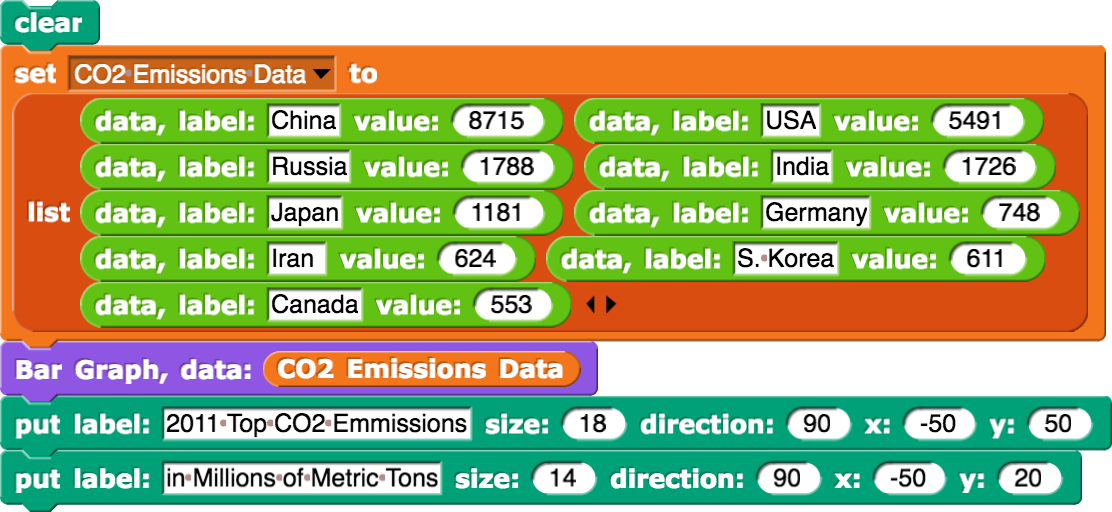 clear
set CO2 Emissions Data to
data, label: China value: 8715 data, label: USA value: 5491
data, label: Russia value: 1788 data, label: India value: 1726
list data, label: Japan value: 1181 data, label: Germany value: 748
data, label: Iran value: 624 data, label: S. Korea value: 611
data, label: Canada value: 553
Bar Graph, data: CO2 Emissions Data
put label: 2011 Top CO2 Emmissions size: 18 direction: 90 x: -50 y: 50
put label: in Millions of Metric Tons size: 14 direction: 90 x: -50 y: 20